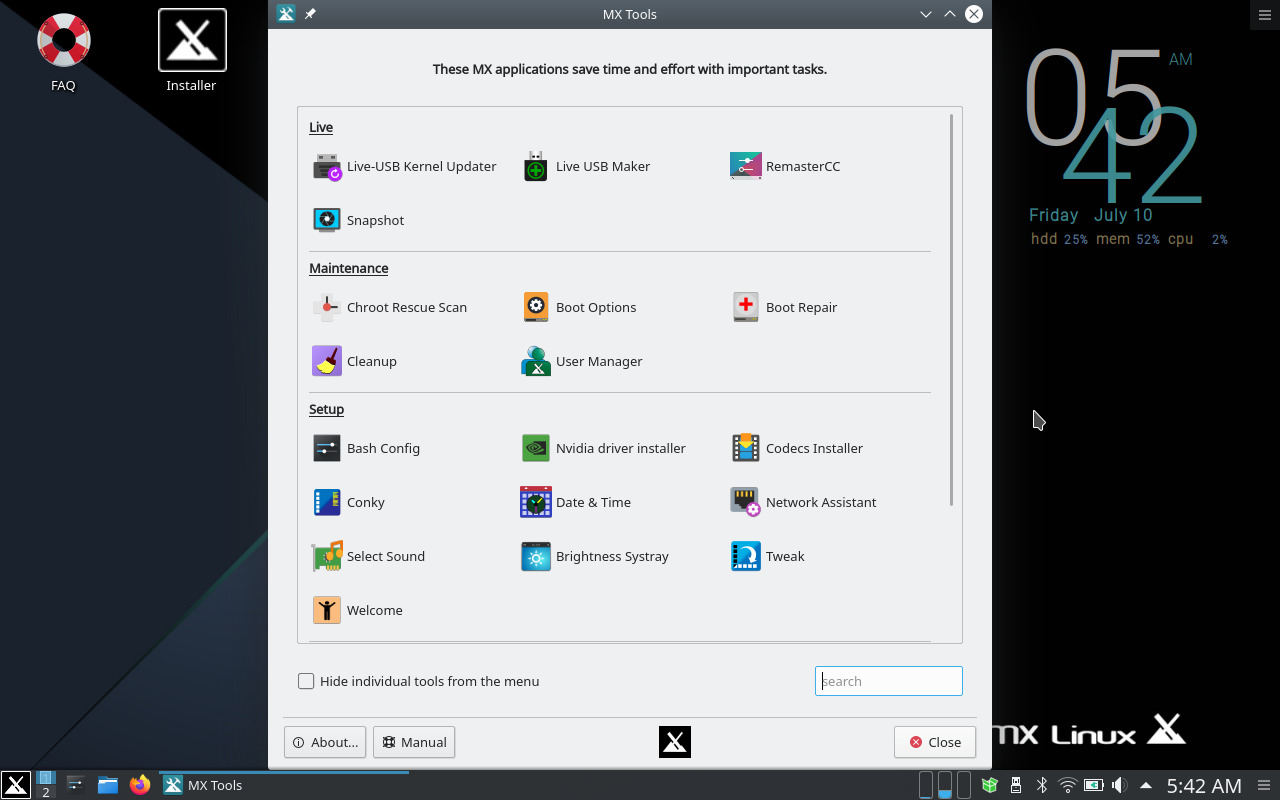 MX Tools
FAQ
Installer
These MX applications save time and effort with important tasks.
Live
Live-USB Kernel Updater
Live USB Maker
RemasterCC
Snapshot
Maintenance
Chroot Rescue Scan
Boot Options
Boot Repair
Cleanup
User Manager
Setup
Bash Config
Nvidia driver installer
Codecs Installer
Conky
Date & Time
Network Assistant
Select Sound
Brightness Systray
Tweak
Welcome
Hide individual tools from the menu
search
About...
Manual
Close
05 AM
42
Friday July 10
hdd 25% mem 52% cpu 2%
mx Linux
1
2
MX Tools
5:42 AM